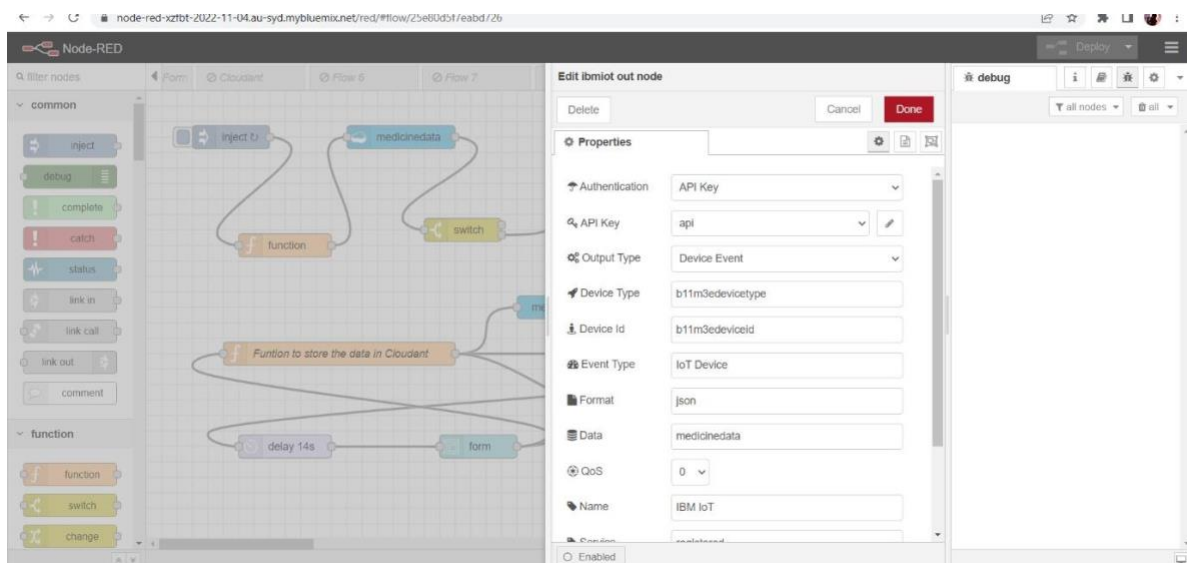 node-red-xzfbt-2022-11-04.au-syd.mybluemix.net/red/#flow/25e80d5f7eabd726
Node-RED
Deploy
filter nodes
Form
Cloudant
Flow 6
Flow 7
common
inject
debug
complete
catch
status
link in
link call
link out
comment
function
function
switch
change
inject
medicinedata
function
switch
me
Funtion to store the data in Cloudant
delay 14s
form
Edit ibmiot out node
Delete
Cancel
Done
Properties
Authentication
API Key
API Key
api
Output Type
Device Event
Device Type
b11m3edevicetype
Device Id
b11m3edeviceid
Event Type
IoT Device
Format
json
Data
medicinedata
QoS
0
Name
IBM IoT
Service
registered
Enabled
debug
i
all nodes
all